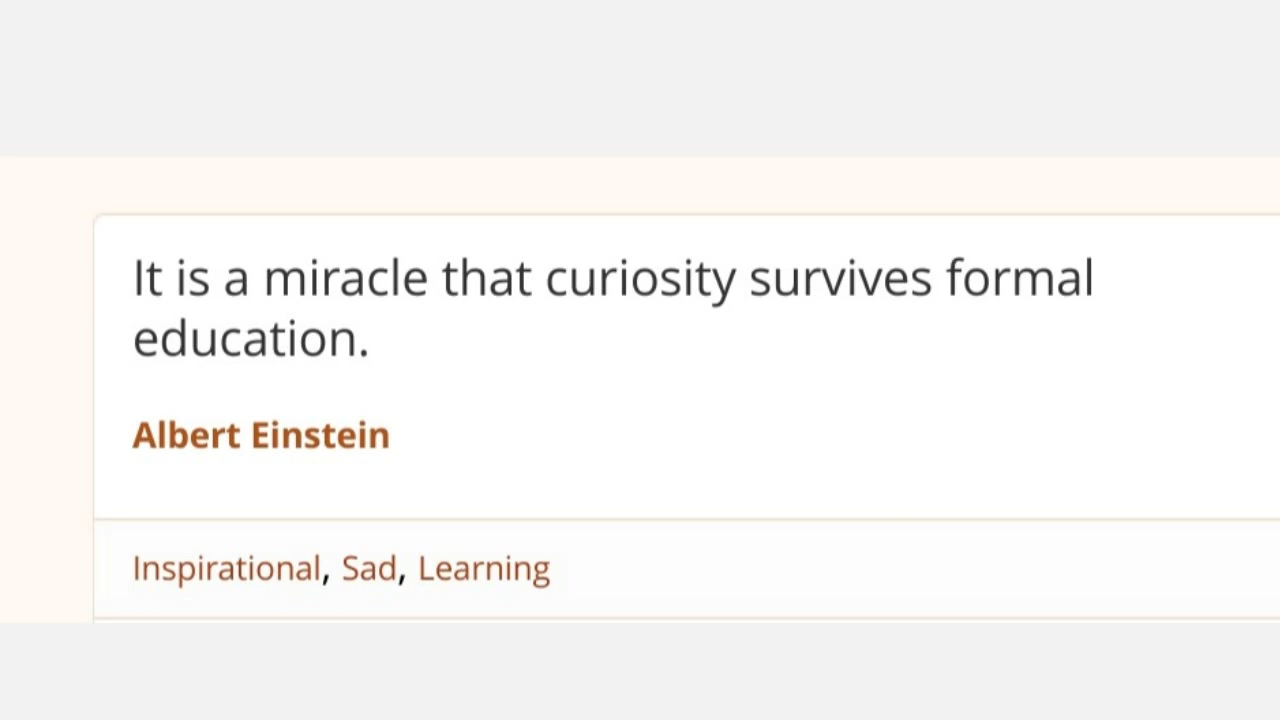 It is a miracle that curiosity survives formal
education.
Albert Einstein
Inspirational, Sad, Learning